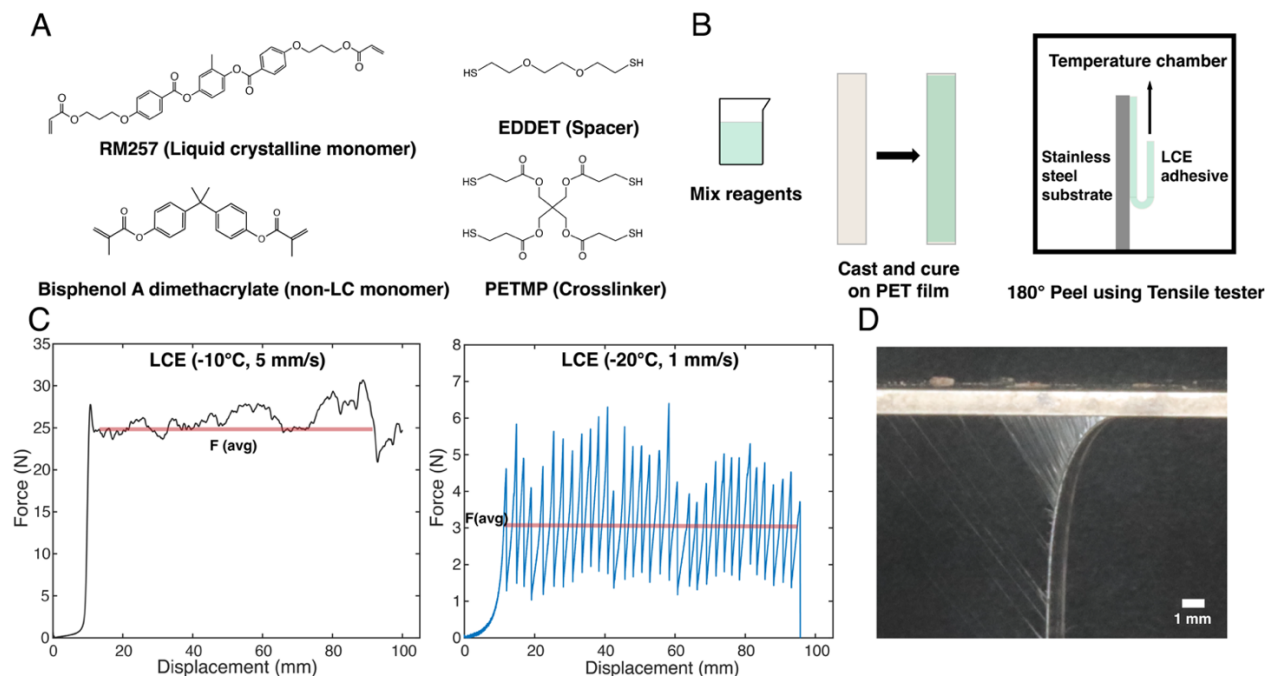 A
O
O
O
O
O
O
O
O
O
O
RM257 (Liquid crystalline monomer)
HS
O
O
SH
EDDET (Spacer)
O
O
O
O
Bisphenol A dimethacrylate (non-LC monomer)
HS
O
O
O
O
SH
HS
O
O
O
O
SH
PETMP (Crosslinker)
B
Mix reagents
Cast and cure
on PET film
Temperature chamber
Stainless
steel
substrate
LCE
adhesive
180° Peel using Tensile tester
C
LCE (-10°C, 5 mm/s)
F (avg)
Force (N)
35
30
25
20
15
10
5
0
0 20 40 60 80 100
Displacement (mm)
LCE (-20°C, 1 mm/s)
F(avg)
Force (N)
8
7
6
5
4
3
2
1
0
0 20 40 60 80 100
Displacement (mm)
D
1 mm